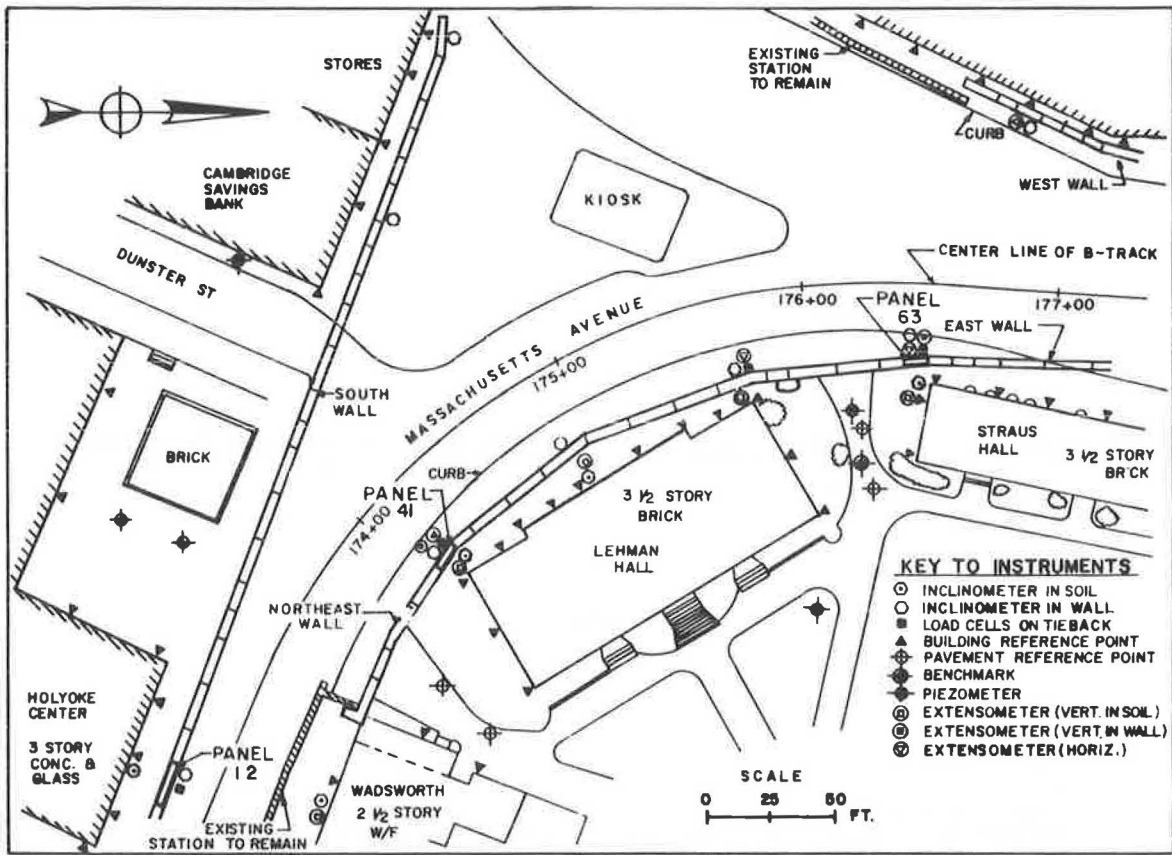 STORES
EXISTING
STATION
TO REMAIN
CURB
WEST WALL
CAMBRIDGE
SAVINGS
BANK
KIOSK
DUNSTER ST
CENTER LINE OF B-TRACK
MASSACHUSETTS AVENUE
176+00
PANEL
63
177+00
EAST WALL
175+00
SOUTH
WALL
BRICK
CURB
PANEL
41
174+00
3 1/2 STORY
BRICK
LEHMAN
HALL
STRAUS
HALL
3 1/2 STORY
BRICK
NORTHEAST
WALL
KEY TO INSTRUMENTS
INCLINOMETER IN SOIL
INCLINOMETER IN WALL
LOAD CELLS ON TIEBACK
BUILDING REFERENCE POINT
PAVEMENT REFERENCE POINT
BENCHMARK
PIEZOMETER
EXTENSOMETER (VERT. IN SOIL)
EXTENSOMETER (VERT. IN WALL)
EXTENSOMETER (HORIZ.)
HOLYOKE
CENTER
3 STORY
CONC. &
GLASS
PANEL
12
EXISTING
STATION TO REMAIN
WADSWORTH
2 1/2 STORY
W/F
SCALE
0 25 50
FT.